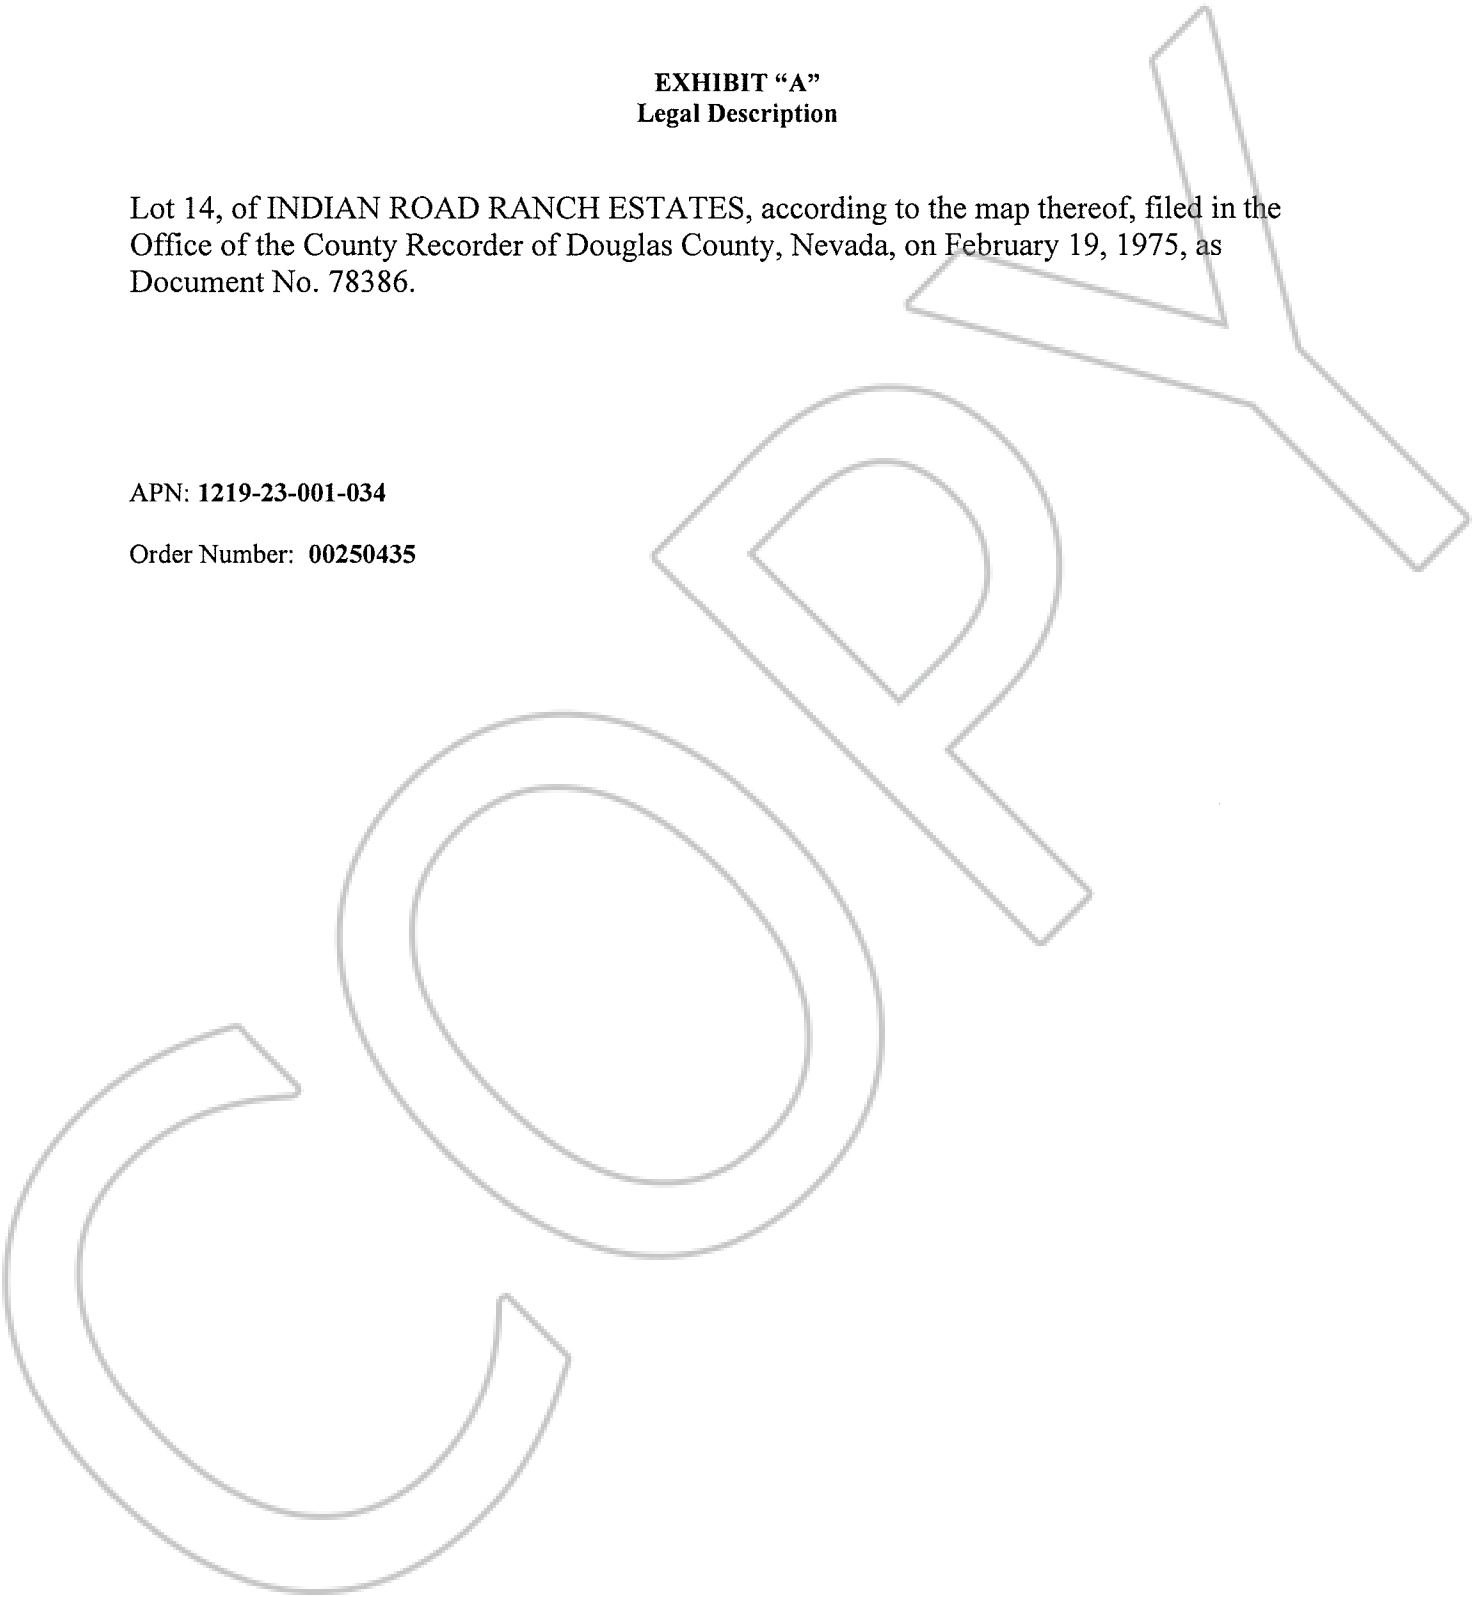 EXHIBIT “A”
Legal Description
Lot 14, of INDIAN ROAD RANCH ESTATES, according to the map thereof, filed in the
Office of the County Recorder of Douglas County, Nevada, on February 19, 1975, as
Document No. 78386.
APN: 1219-23-001-034
Order Number: 00250435
COPY